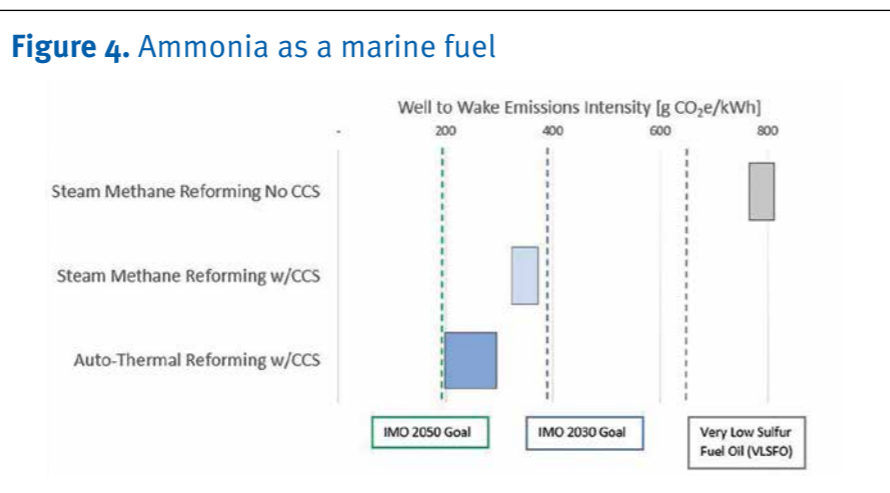 Figure 4. Ammonia as a marine fuel
Well to Wake Emissions Intensity [g CO₂e/kWh]
- 200 400 600 800
Steam Methane Reforming No CCS
Steam Methane Reforming w/CCS
Auto-Thermal Reforming w/CCS
IMO 2050 Goal
IMO 2030 Goal
Very Low Sulfur
Fuel Oil (VLSFO)